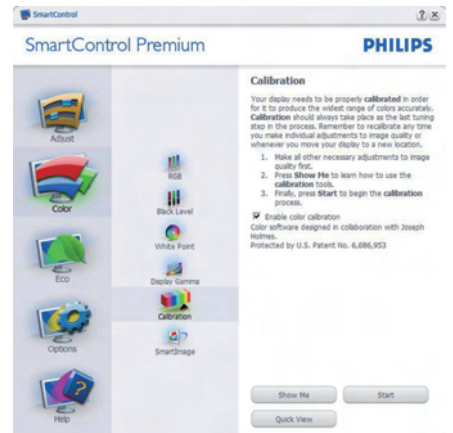 SmartControl
? x
SmartControl Premium
PHILIPS
Adjust
Color
Eco
Options
Help
RGB
Black Level
White Point
Display Gamma
Calibration
SmartImage
Calibration
Your display needs to be properly calibrated in order
for it to produce the widest range of colors accurately.
Calibration should always take place as the last tuning
step in the process. Remember to recalibrate any time
you make individual adjustments to image quality or
whenever you move your display to a new location.
1. Make all other necessary adjustments to image
quality first.
2. Press Show Me to learn how to use the
calibration tools.
3. Finally, press Start to begin the calibration
process.
Enable color calibration
Color software designed in collaboration with Joseph
Holmes.
Protected by U.S. Patent No. 6,686,953
Show Me
Start
Quick View